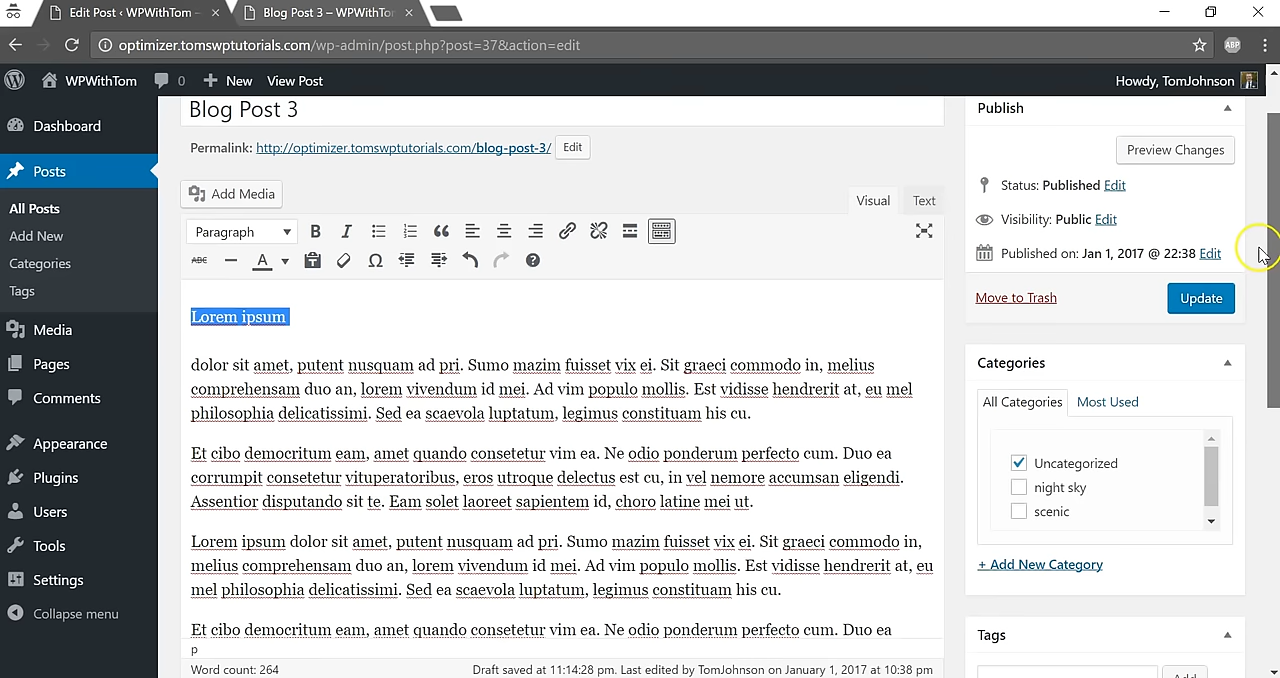 Edit Post ‹ WPWithTom –
Blog Post 3 – WPWithTo
optimizer.tomswptutorials.com/wp-admin/post.php?post=37&action=edit
ABP
WPWithTom 0 New View Post
Howdy, TomJohnson
Dashboard
Posts
All Posts
Add New
Categories
Tags
Media
Pages
Comments
Appearance
Plugins
Users
Tools
Settings
Collapse menu
Blog Post 3
Permalink: http://optimizer.tomswptutorials.com/blog-post-3/ Edit
Add Media
Visual Text
Paragraph B I
ABC A
Lorem ipsum
dolor sit amet, putent nusquam ad pri. Sumo mazim fuisset vix ei. Sit graeci commodo in, melius
comprehensam duo an, lorem vivendum id mei. Ad vim populo mollis. Est vidisse hendrerit at, eu mel
philosophia delicatissimi. Sed ea scaevola luptatum, legimus constituam his cu.
Et cibo democritum eam, amet quando consetetur vim ea. Ne odio ponderum perfecto cum. Duo ea
corrumpit consetetur vituperatoribus, eros utroque delectus est cu, in vel nemore accumsan eligendi.
Assentior disputando sit te. Eam solet laoreet sapientem id, choro latine mei ut.
Lorem ipsum dolor sit amet, putent nusquam ad pri. Sumo mazim fuisset vix ei. Sit graeci commodo in,
melius comprehensam duo an, lorem vivendum id mei. Ad vim populo mollis. Est vidisse hendrerit at, eu
mel philosophia delicatissimi. Sed ea scaevola luptatum, legimus constituam his cu.
Et cibo democritum eam, amet quando consetetur vim ea. Ne odio ponderum perfecto cum. Duo ea
p
Word count: 264
Draft saved at 11:14:28 pm. Last edited by TomJohnson on January 1, 2017 at 10:38 pm
Publish
Preview Changes
Status: Published Edit
Visibility: Public Edit
Published on: Jan 1, 2017 @ 22:38 Edit
Move to Trash
Update
Categories
All Categories Most Used
Uncategorized
night sky
scenic
+ Add New Category
Tags
Add